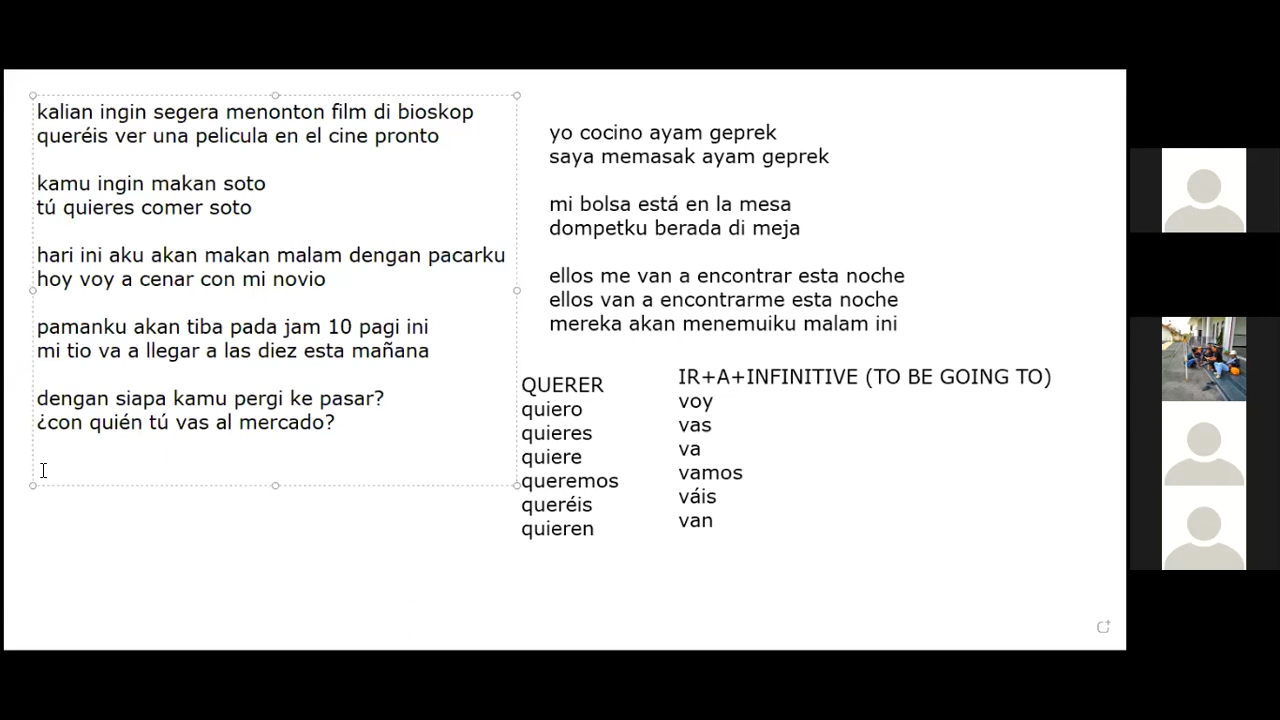 kalian ingin segera menonton film di bioskop
queréis ver una pelicula en el cine pronto
kamu ingin makan soto
tú quieres comer soto
hari ini aku akan makan malam dengan pacarku
hoy voy a cenar con mi novio
pamanku akan tiba pada jam 10 pagi ini
mi tio va a llegar a las diez esta mañana
dengan siapa kamu pergi ke pasar?
¿con quién tú vas al mercado?
yo cocino ayam geprek
saya memasak ayam geprek
mi bolsa está en la mesa
dompetku berada di meja
ellos me van a encontrar esta noche
ellos van a encontrarme esta noche
mereka akan menemuiku malam ini
QUERER
quiero
quieres
quiere
queremos
queréis
quieren
IR+A+INFINITIVE (TO BE GOING TO)
voy
vas
va
vamos
váis
van